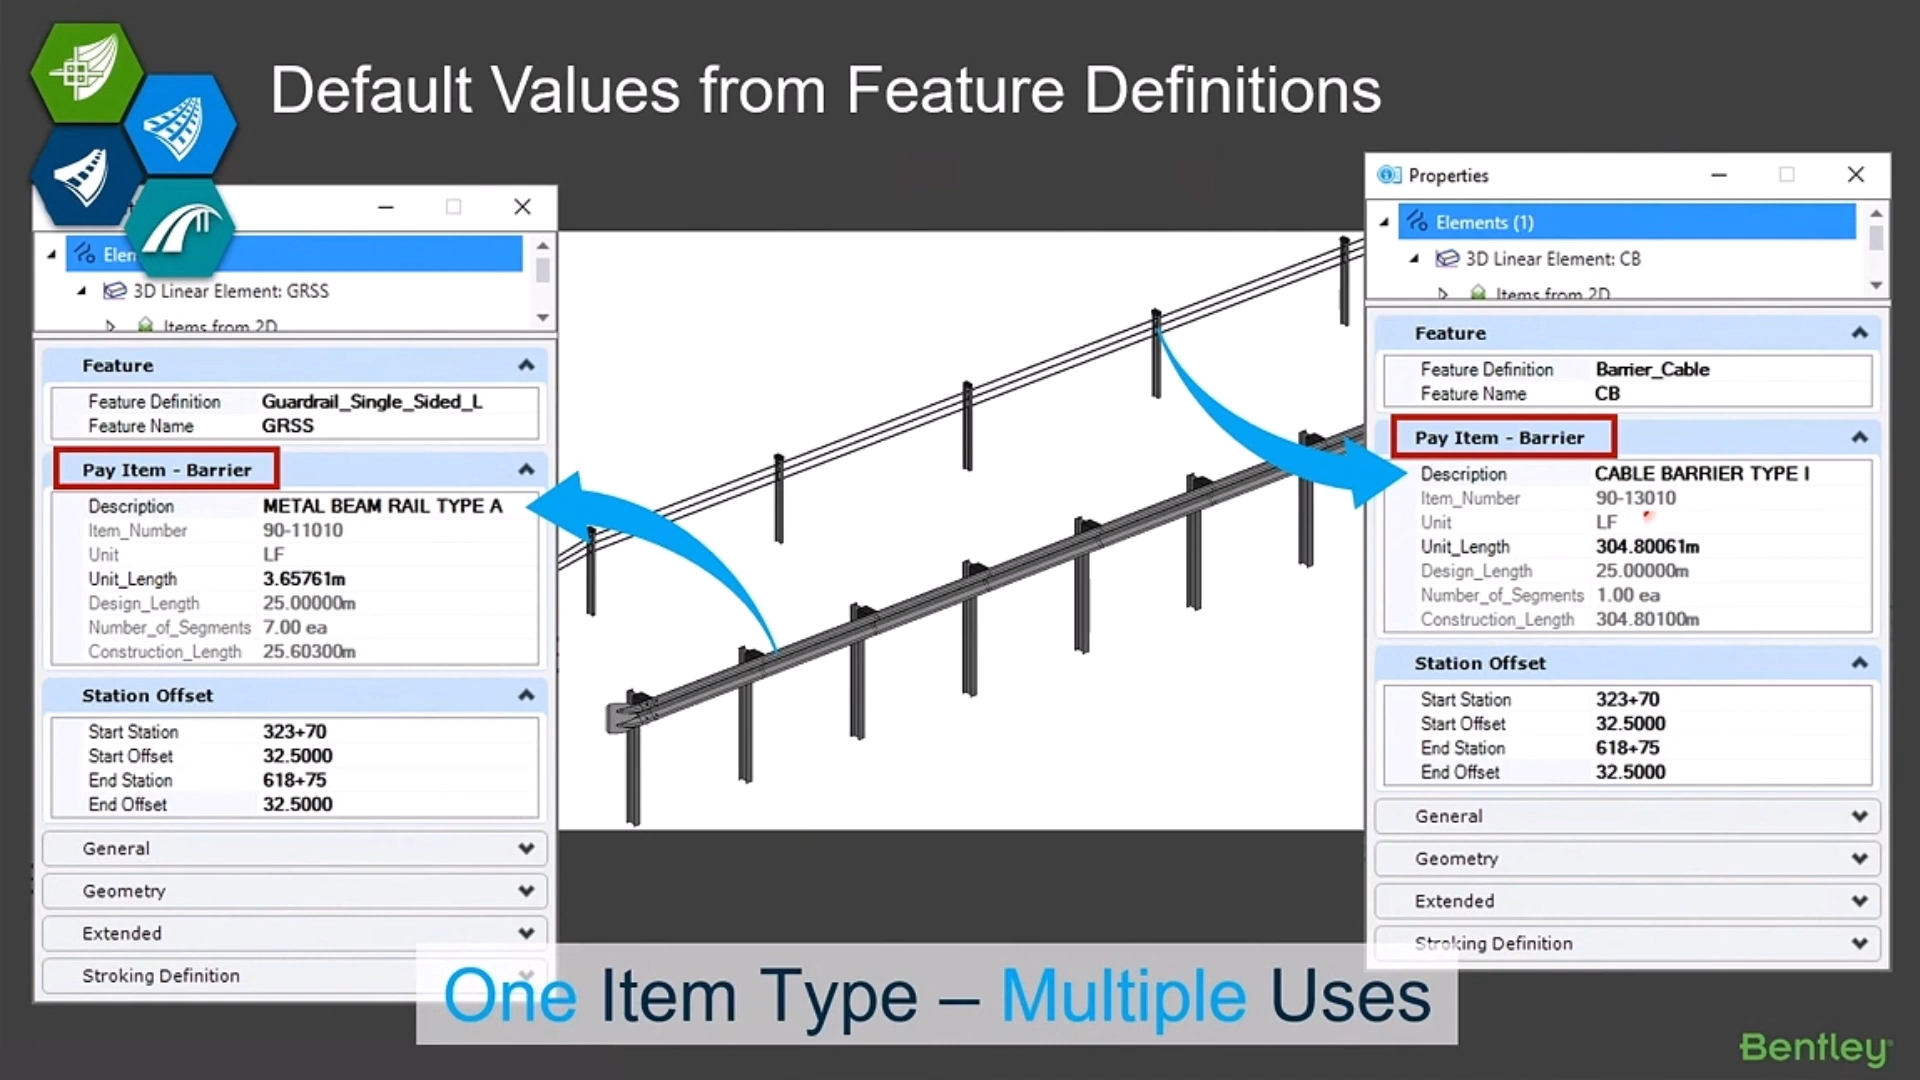 Default Values from Feature Definitions
3D Linear Element: GRSS
Items from 2D
Feature
Feature Definition Guardrail_Single_Sided_L
Feature Name GRSS
Pay Item - Barrier
Description METAL BEAM RAIL TYPE A
Item_Number 90-11010
Unit LF
Unit_Length 3.65761m
Design_Length 25.00000m
Number_of_Segments 7.00 ea
Construction_Length 25.60300m
Station Offset
Start Station 323+70
Start Offset 32.5000
End Station 618+75
End Offset 32.5000
General
Geometry
Extended
Stroking Definition
Properties
Elements (1)
3D Linear Element: CB
Items from 2D
Feature
Feature Definition Barrier_Cable
Feature Name CB
Pay Item - Barrier
Description CABLE BARRIER TYPE I
Item_Number 90-13010
Unit LF
Unit_Length 304.80061m
Design_Length 25.00000m
Number_of_Segments 1.00 ea
Construction_Length 304.80100m
Station Offset
Start Station 323+70
Start Offset 32.5000
End Station 618+75
End Offset 32.5000
General
Geometry
Extended
Stroking Definition
One Item Type – Multiple Uses
Bentley